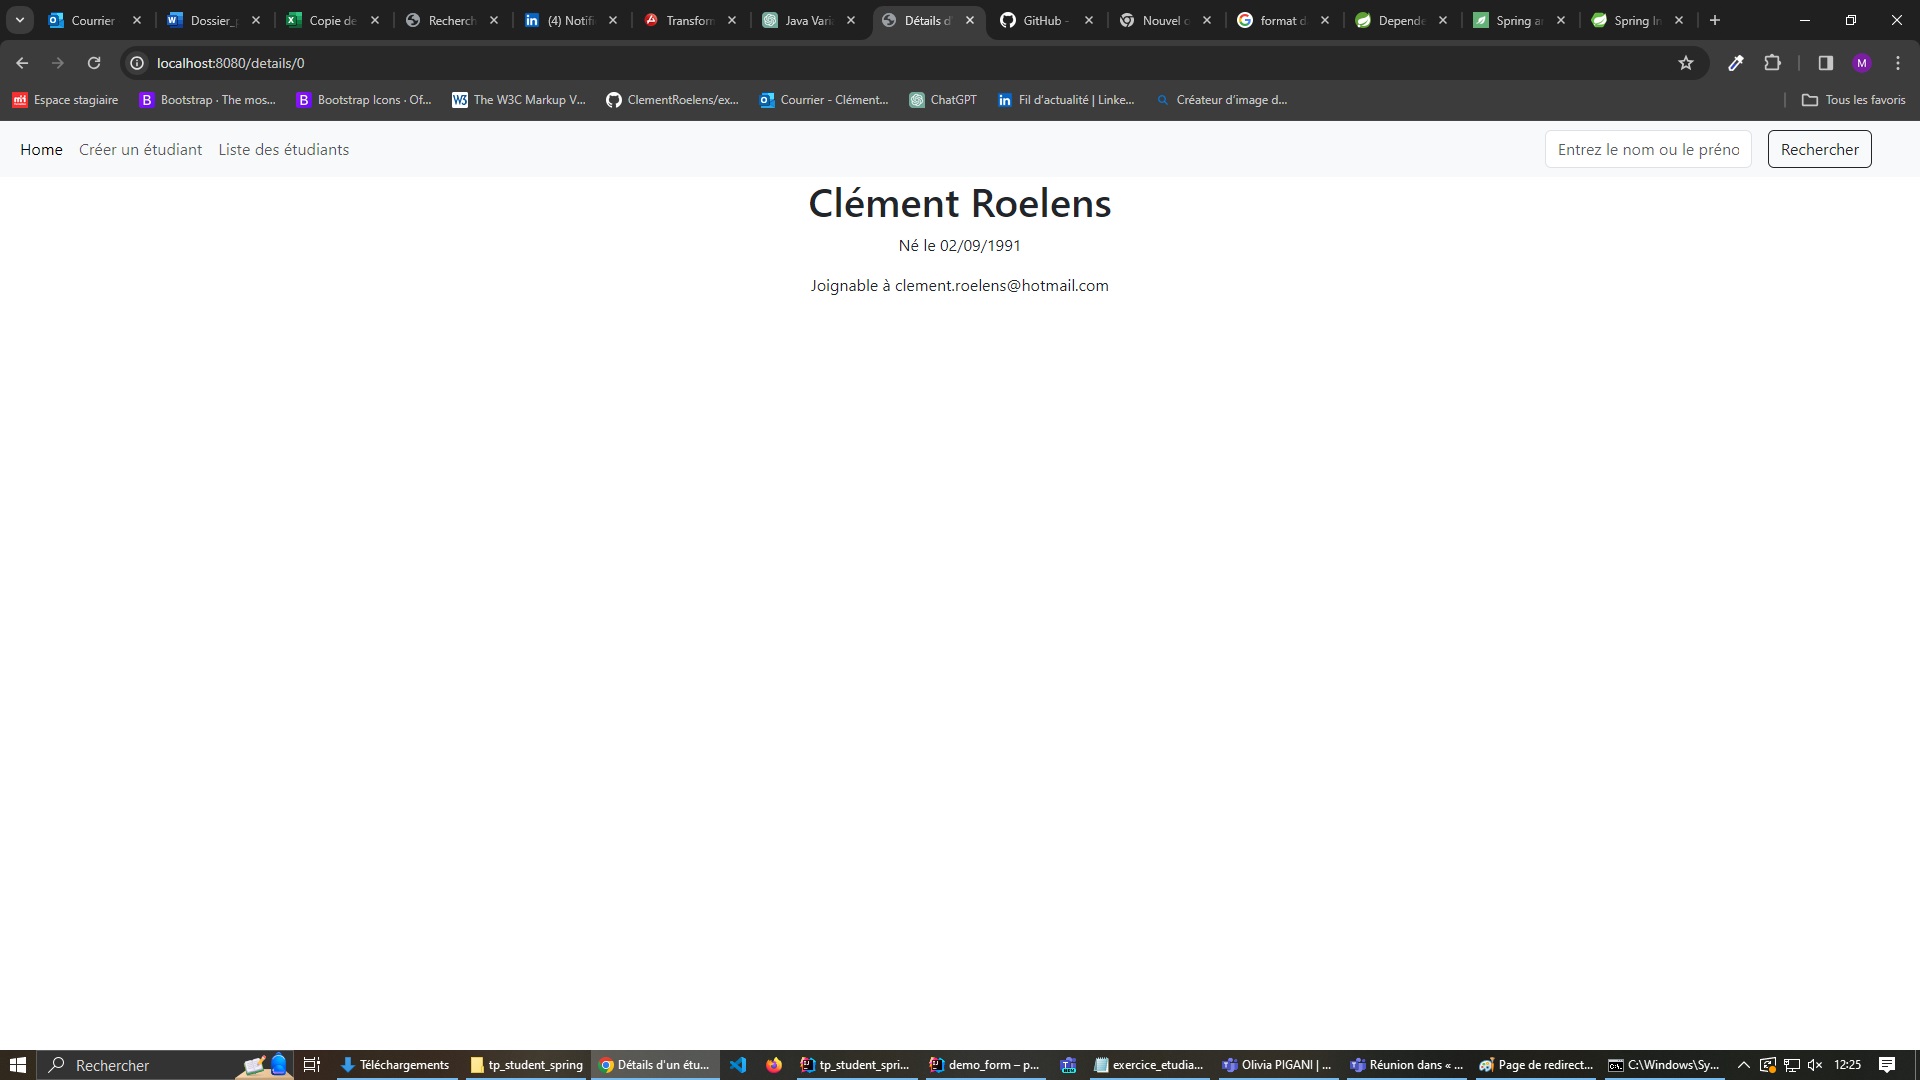 Courrier
Dossier_
Copie de
Recherch
(4) Notifi
Transform
Java Vari
Détails d'
GitHub -
Nouvel o
format d
Depende
Spring a
Spring In
localhost:8080/details/0
M
Espace stagiaire
Bootstrap · The mos...
Bootstrap Icons · Of...
The W3C Markup V...
ClementRoelens/ex...
Courrier – Clément...
ChatGPT
Fil d'actualité | Linke...
Créateur d'image d...
Tous les favoris
Home Créer un étudiant Liste des étudiants
Entrez le nom ou le préno
Rechercher
Clément Roelens
Né le 02/09/1991
Joignable à clement.roelens@hotmail.com
Rechercher
Téléchargements
tp_student_spring
Détails d'un étu...
tp_student_spri...
demo_form – p...
exercice_etudia...
Olivia PIGANI | ...
Réunion dans « ...
Page de redirect...
C:\Windows\Sy...
12:25